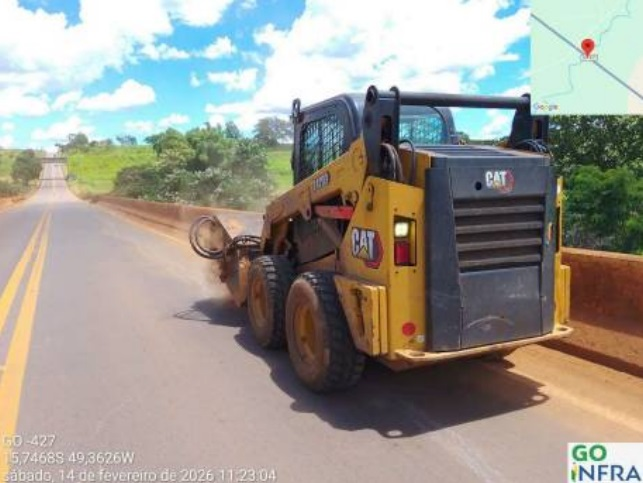 Google
CAT
CAT
GO -427
15,7468S 49,3626W
sábado, 14 de fevereiro de 2026 11:23:04
GO
INFRA